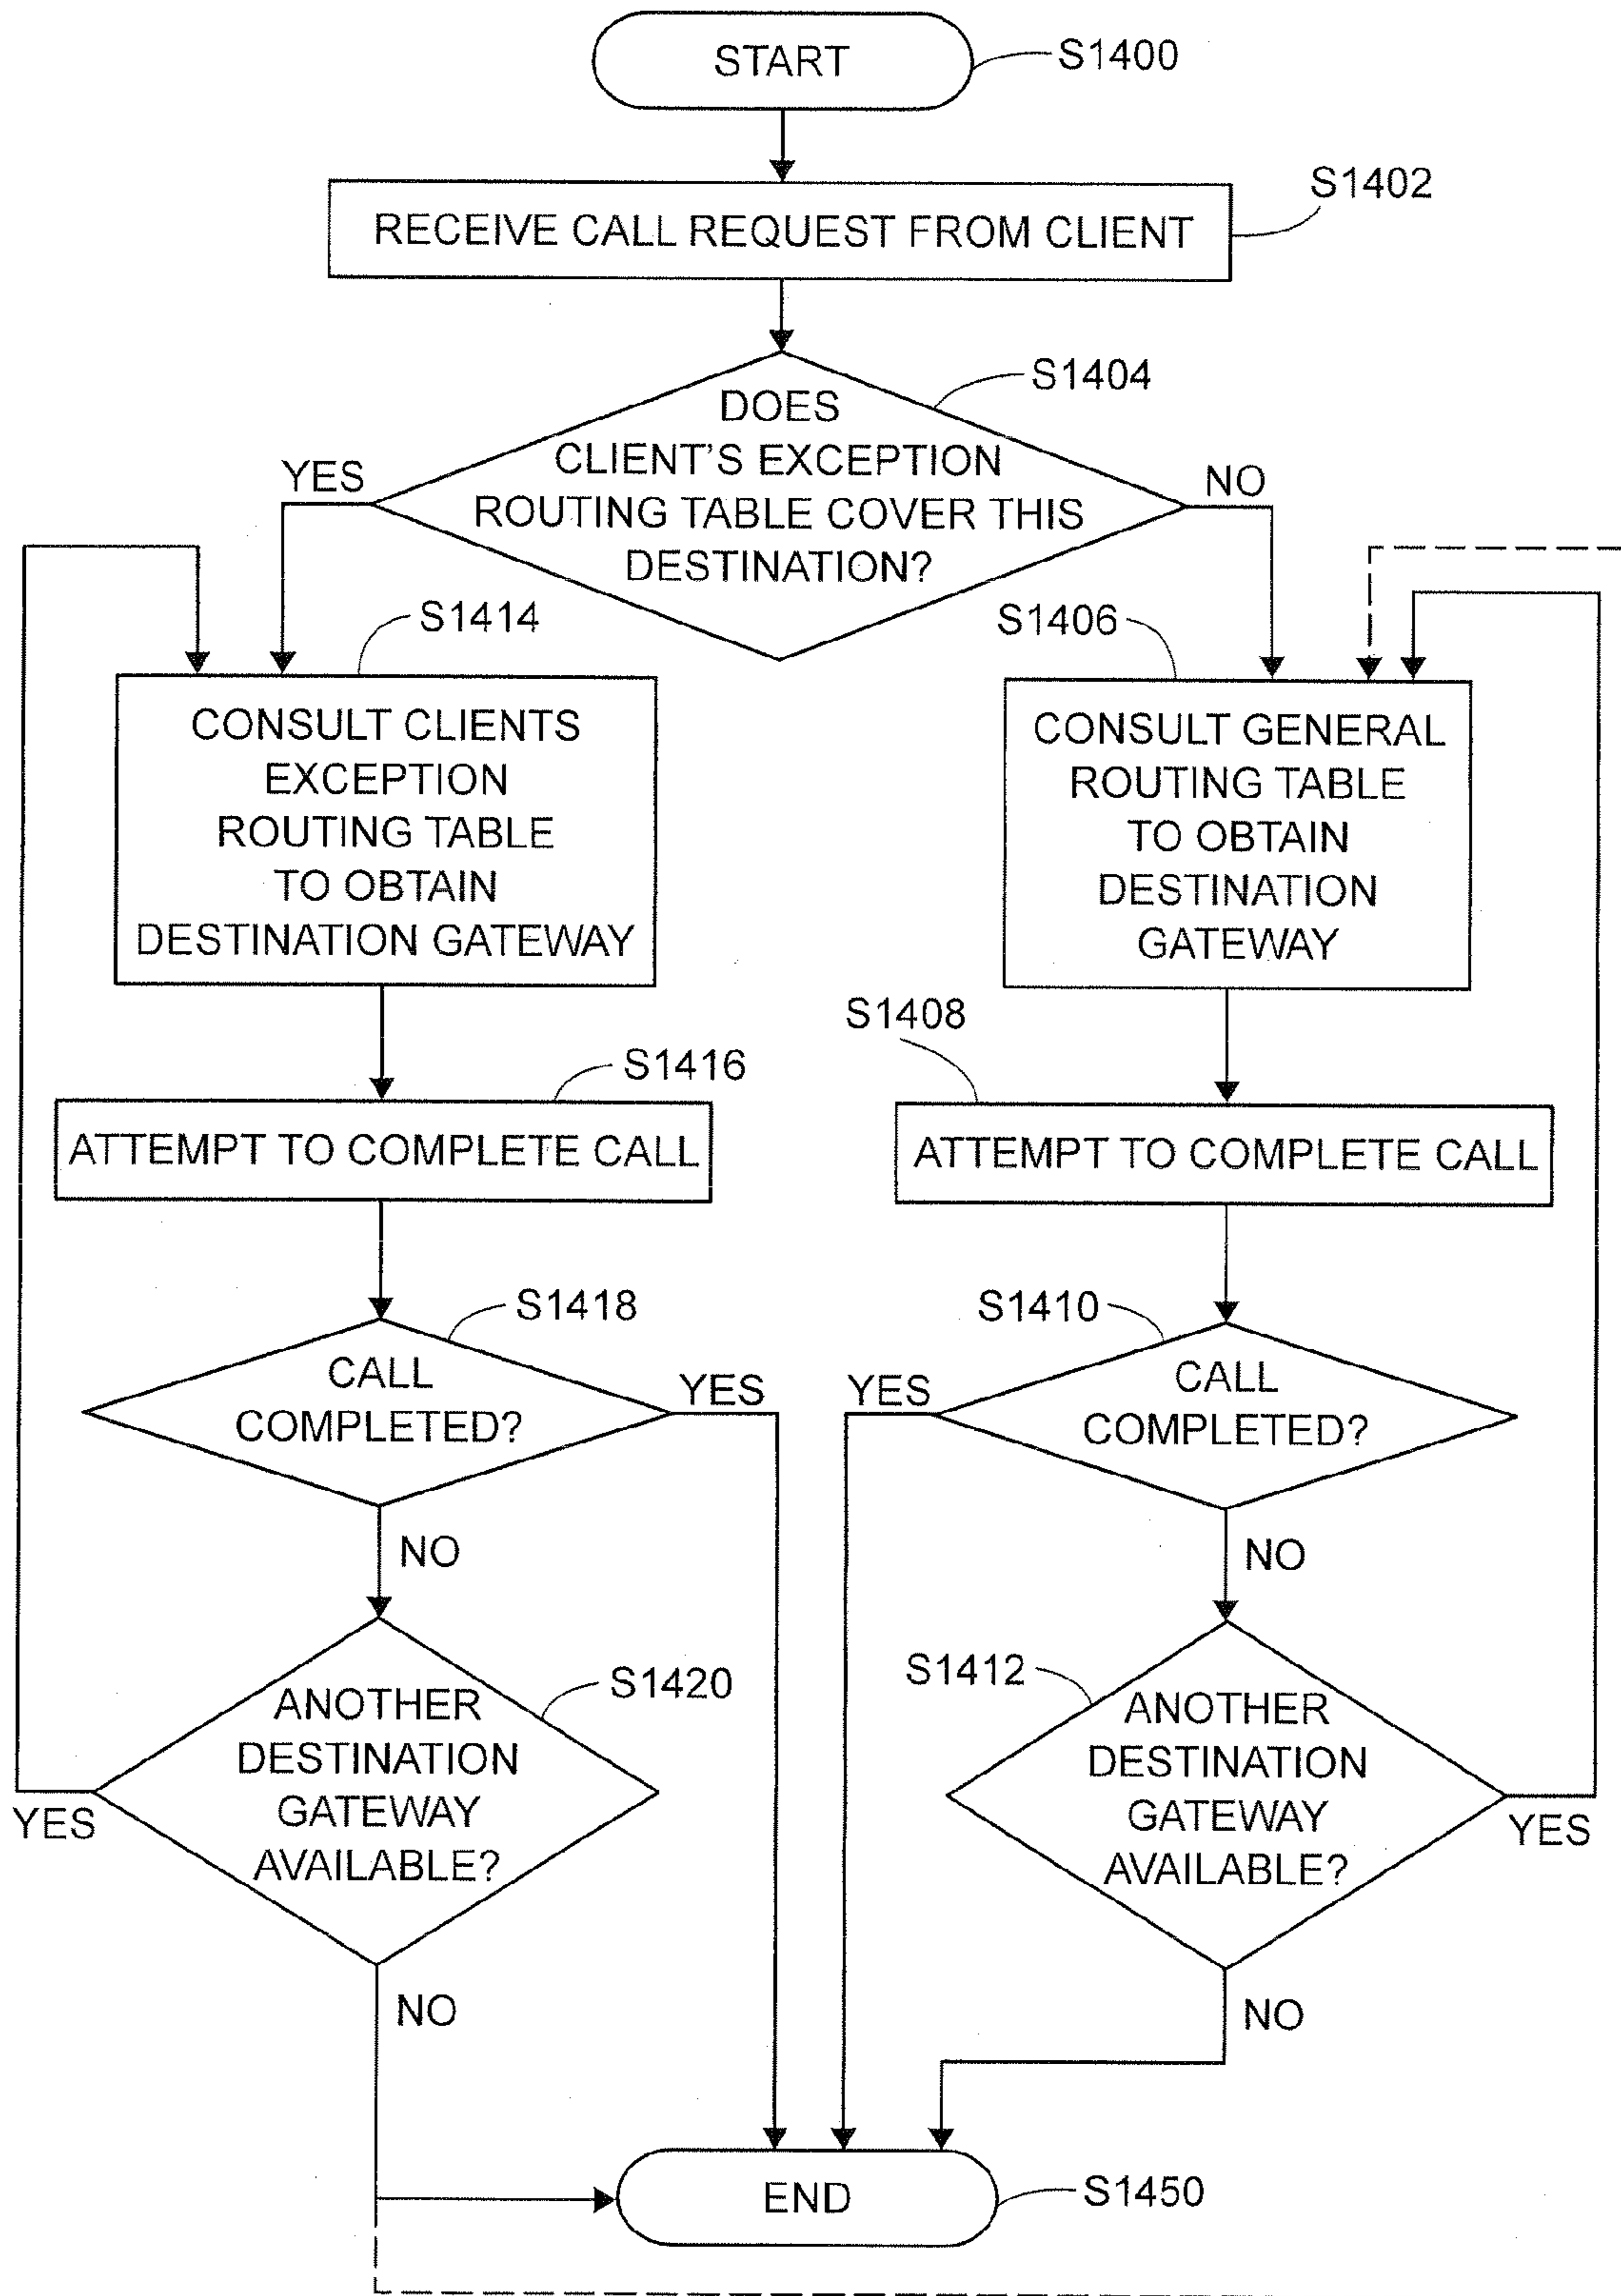 START
S1400
S1402
RECEIVE CALL REQUEST FROM CLIENT
S1404
DOES
CLIENT'S EXCEPTION
ROUTING TABLE COVER THIS
DESTINATION?
YES
NO
S1414
S1406
CONSULT CLIENTS
EXCEPTION
ROUTING TABLE
TO OBTAIN
DESTINATION GATEWAY
CONSULT GENERAL
ROUTING TABLE
TO OBTAIN
DESTINATION
GATEWAY
S1416
S1408
ATTEMPT TO COMPLETE CALL
ATTEMPT TO COMPLETE CALL
S1418
S1410
CALL
COMPLETED?
YES
YES
CALL
COMPLETED?
NO
NO
S1420
S1412
ANOTHER
DESTINATION
GATEWAY
AVAILABLE?
YES
ANOTHER
DESTINATION
GATEWAY
AVAILABLE?
YES
NO
NO
END
S1450